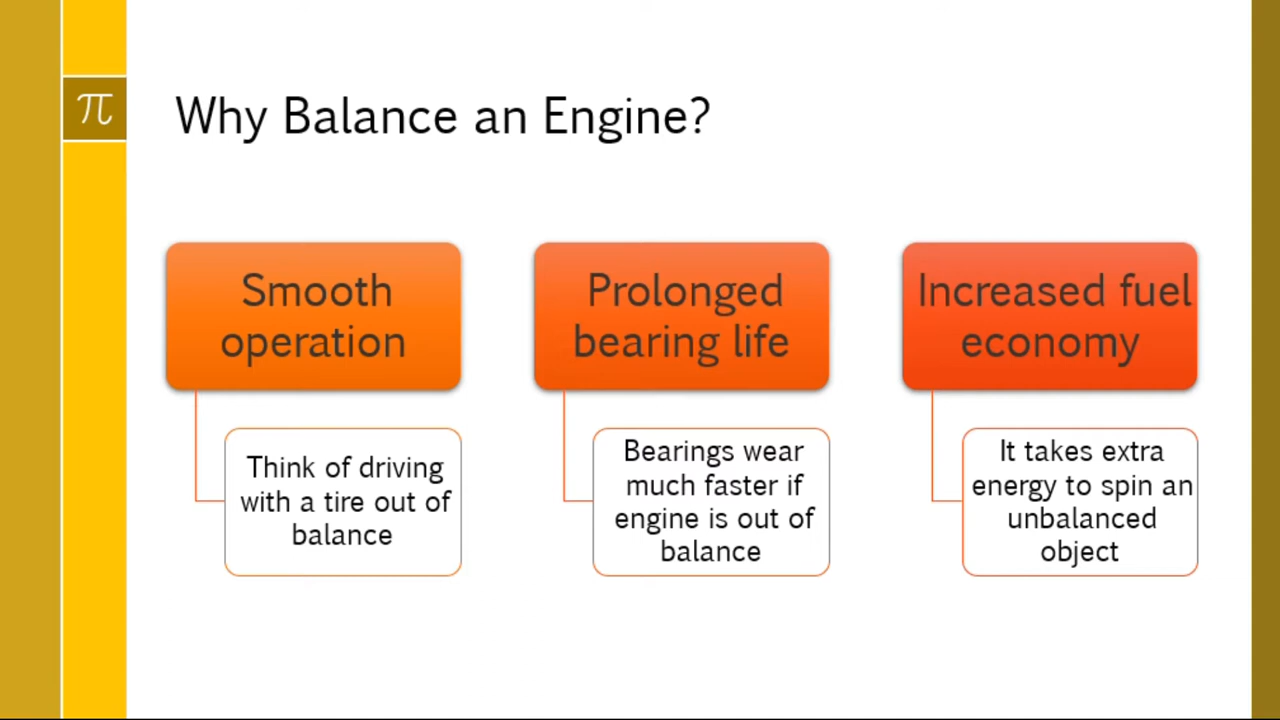 π
Why Balance an Engine?
Smooth
operation
Think of driving
with a tire out of
balance
Prolonged
bearing life
Bearings wear
much faster if
engine is out of
balance
Increased fuel
economy
It takes extra
energy to spin an
unbalanced
object